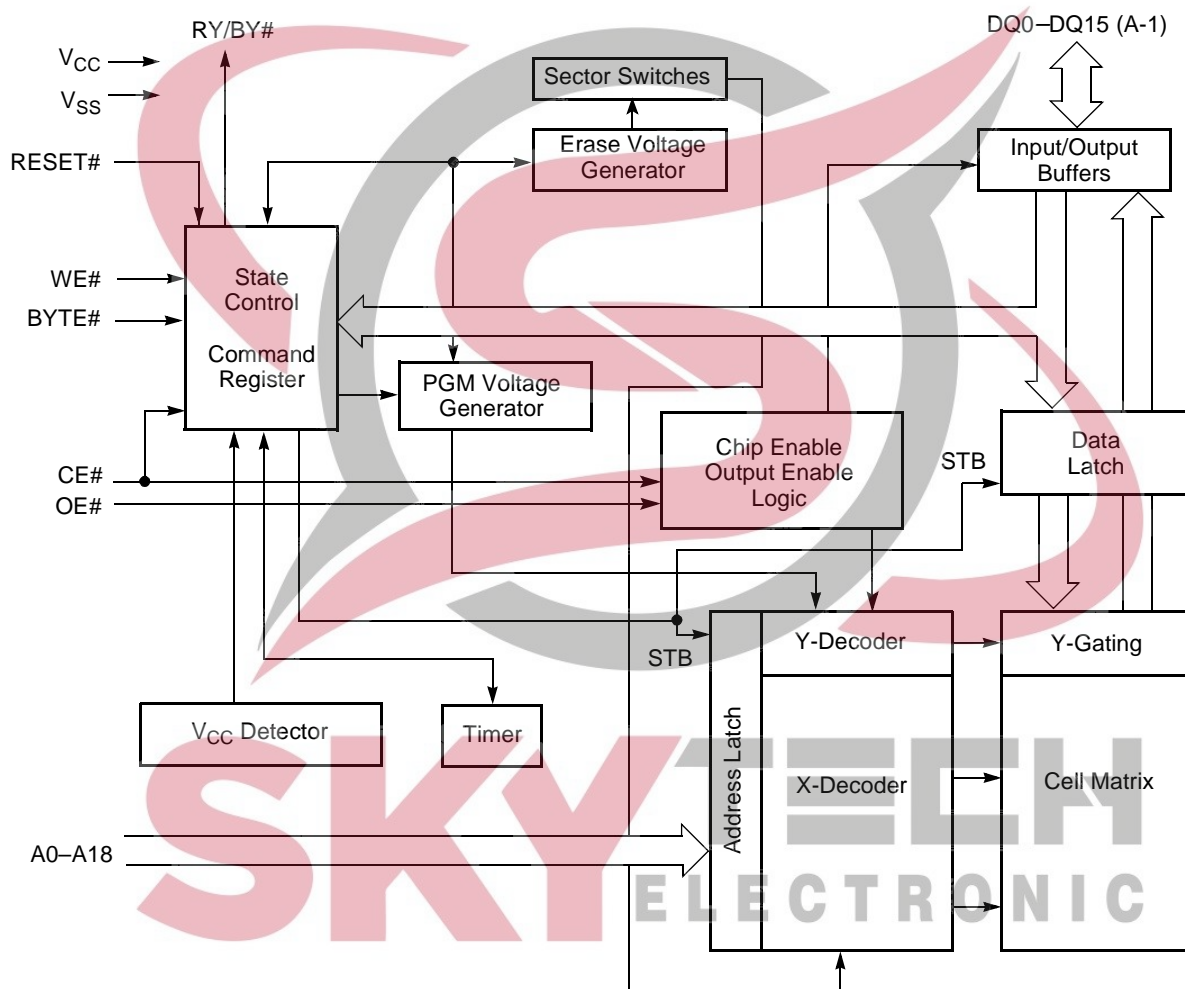 RY/BY#
DQ0–DQ15 (A-1)
VCC
VSS
Sector Switches
Erase Voltage
Generator
Input/Output
Buffers
RESET#
WE#
BYTE#
State
Control
Command
Register
PGM Voltage
Generator
Chip Enable
Output Enable
Logic
STB
Data
Latch
CE#
OE#
STB
Y-Decoder
Y-Gating
VCC Detector
Timer
Address Latch
X-Decoder
Cell Matrix
A0–A18
SKYTECH
ELECTRONIC